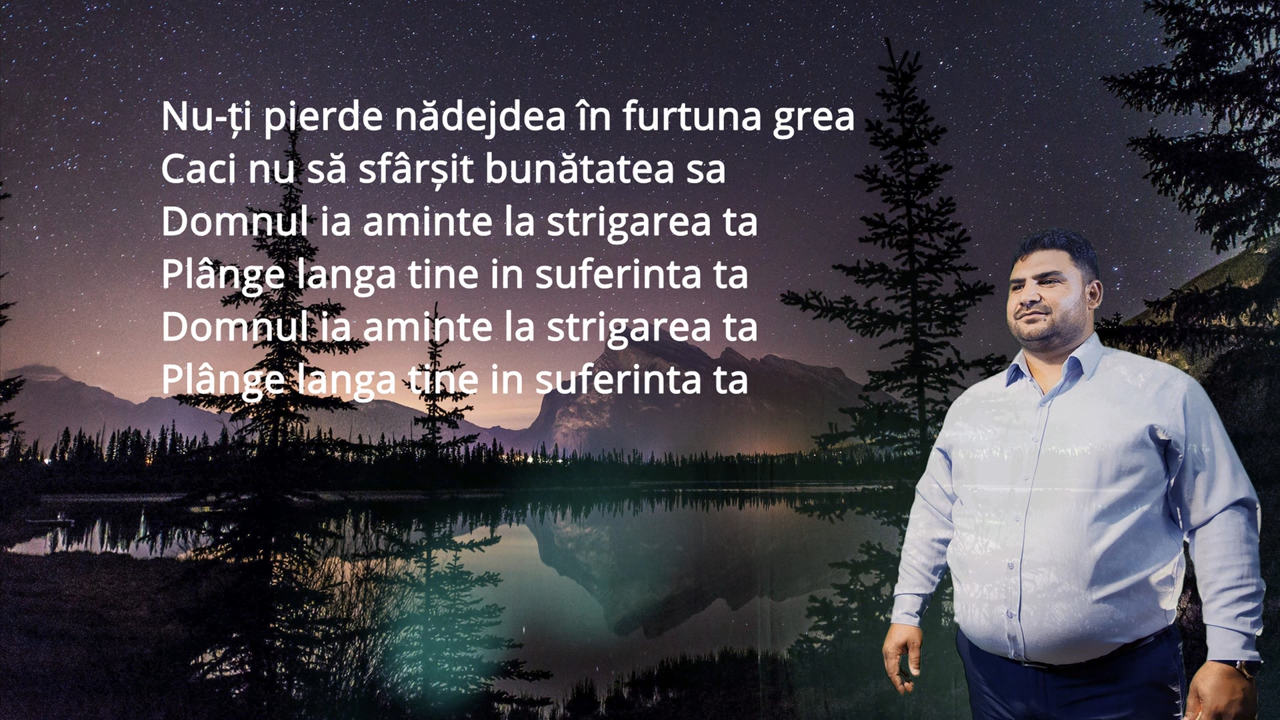 Nu-ți pierde nădejdea în furtuna grea
Caci nu să sfârșit bunătatea sa
Domnul ia aminte la strigarea ta
Plânge langa tine in suferinta ta
Domnul ia aminte la strigarea ta
Plânge langa tine in suferinta ta